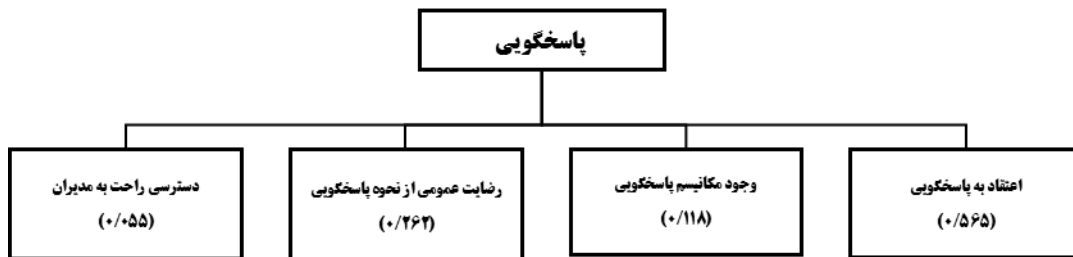 پاسخگویی
اعتقاد به پاسخگویی
(۰/۵۶۵)
وجود مکانیسم پاسخگویی
(۰/۱۱۸)
رضایت عمومی از نحوه پاسخگویی
(۰/۲۶۲)
دسترسی راحت به مدیران
(۰/۰۵۵)